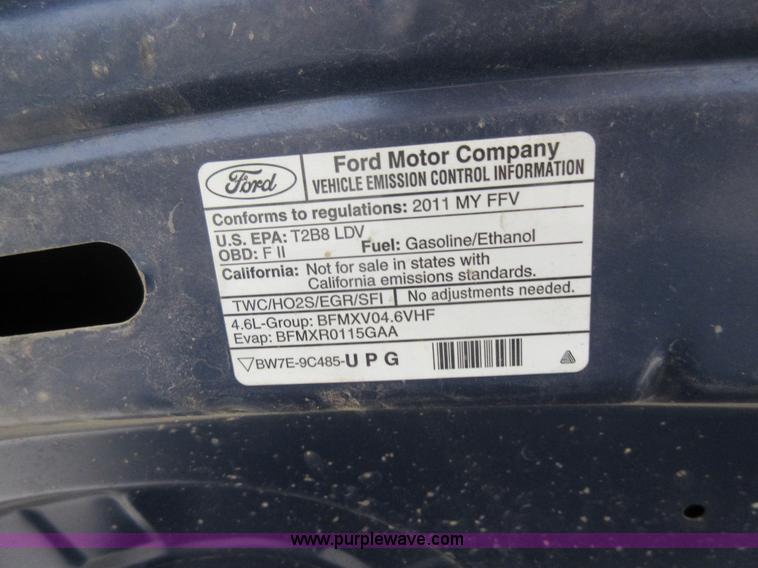 Ford
Ford Motor Company
VEHICLE EMISSION CONTROL INFORMATION
Conforms to regulations: 2011 MY FFV
U.S. EPA: T2B8 LDV
OBD: F II
Fuel: Gasoline/Ethanol
California: Not for sale in states with
California emissions standards.
TWC/HO2S/EGR/SFI
No adjustments needed.
4.6L-Group: BFMXV04.6VHF
Evap: BFMXR0115GAA
BW7E-9C485-U P G
www.purplewave.com